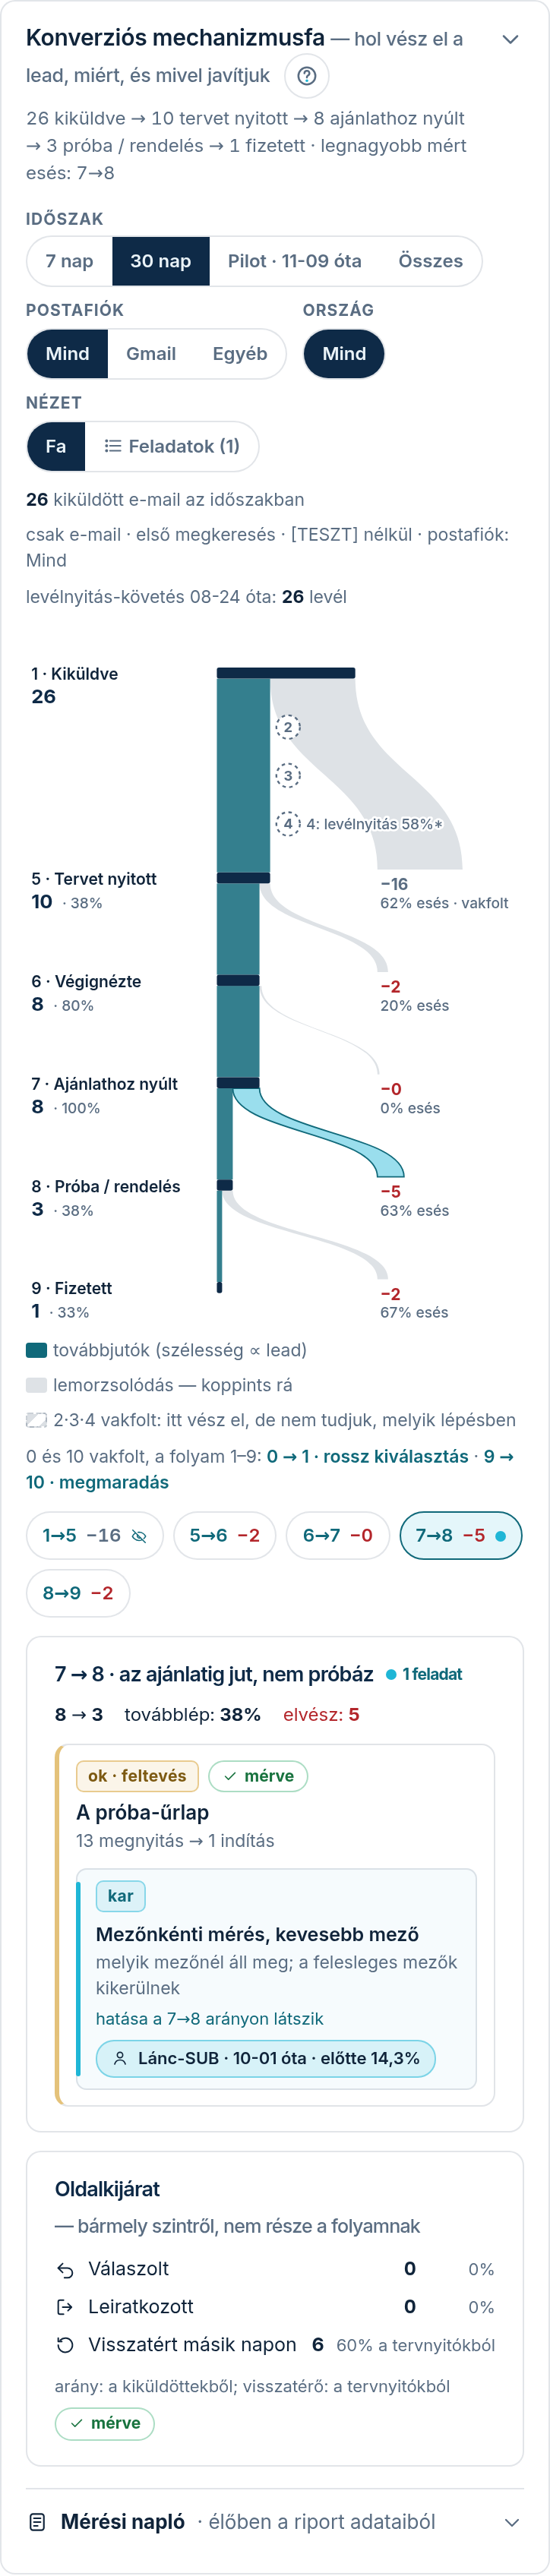 Konverziós mechanizmusfa — hol vész el a
lead, miért, és mivel javítjuk
26 kiküldve → 10 tervet nyitott → 8 ajánlathoz nyúlt
→ 3 próba / rendelés → 1 fizetett · legnagyobb mért
esés: 7→8
IDŐSZAK
7 nap 30 nap Pilot · 11-09 óta Összes
POSTAFIÓK ORSZÁG
Mind Gmail Egyéb Mind
NÉZET
Fa Feladatok (1)
26 kiküldött e-mail az időszakban
csak e-mail · első megkeresés · [TESZT] nélkül · postafiók:
Mind
levélnyitás-követés 08-24 óta: 26 levél
1 · Kiküldve
26
2
3
4 4: levélnyitás 58%*
5 · Tervet nyitott −16
10 · 38% 62% esés · vakfolt
6 · Végignézte −2
8 · 80% 20% esés
7 · Ajánlathoz nyúlt −0
8 · 100% 0% esés
8 · Próba / rendelés −5
3 · 38% 63% esés
9 · Fizetett −2
1 · 33% 67% esés
továbbjutók (szélesség ∝ lead)
lemorzsolódás — koppints rá
2·3·4 vakfolt: itt vész el, de nem tudjuk, melyik lépésben
0 és 10 vakfolt, a folyam 1–9: 0 → 1 · rossz kiválasztás · 9 →
10 · megmaradás
1→5 −16 5→6 −2 6→7 −0 7→8 −5
8→9 −2
7 → 8 · az ajánlatig jut, nem próbáz 1 feladat
8 → 3 továbblép: 38% elvész: 5
ok · feltevés ✓ mérve
A próba-űrlap
13 megnyitás → 1 indítás
kar
Mezőnkénti mérés, kevesebb mező
melyik mezőnél áll meg; a felesleges mezők
kikerülnek
hatása a 7→8 arányon látszik
Lánc-SUB · 10-01 óta · előtte 14,3%
Oldalkijárat
— bármely szintről, nem része a folyamnak
Válaszolt 0 0%
Leiratkozott 0 0%
Visszatért másik napon 6 60% a tervnyitókból
arány: a kiküldöttekből; visszatérő: a tervnyitókból
✓ mérve
Mérési napló · élőben a riport adataiból